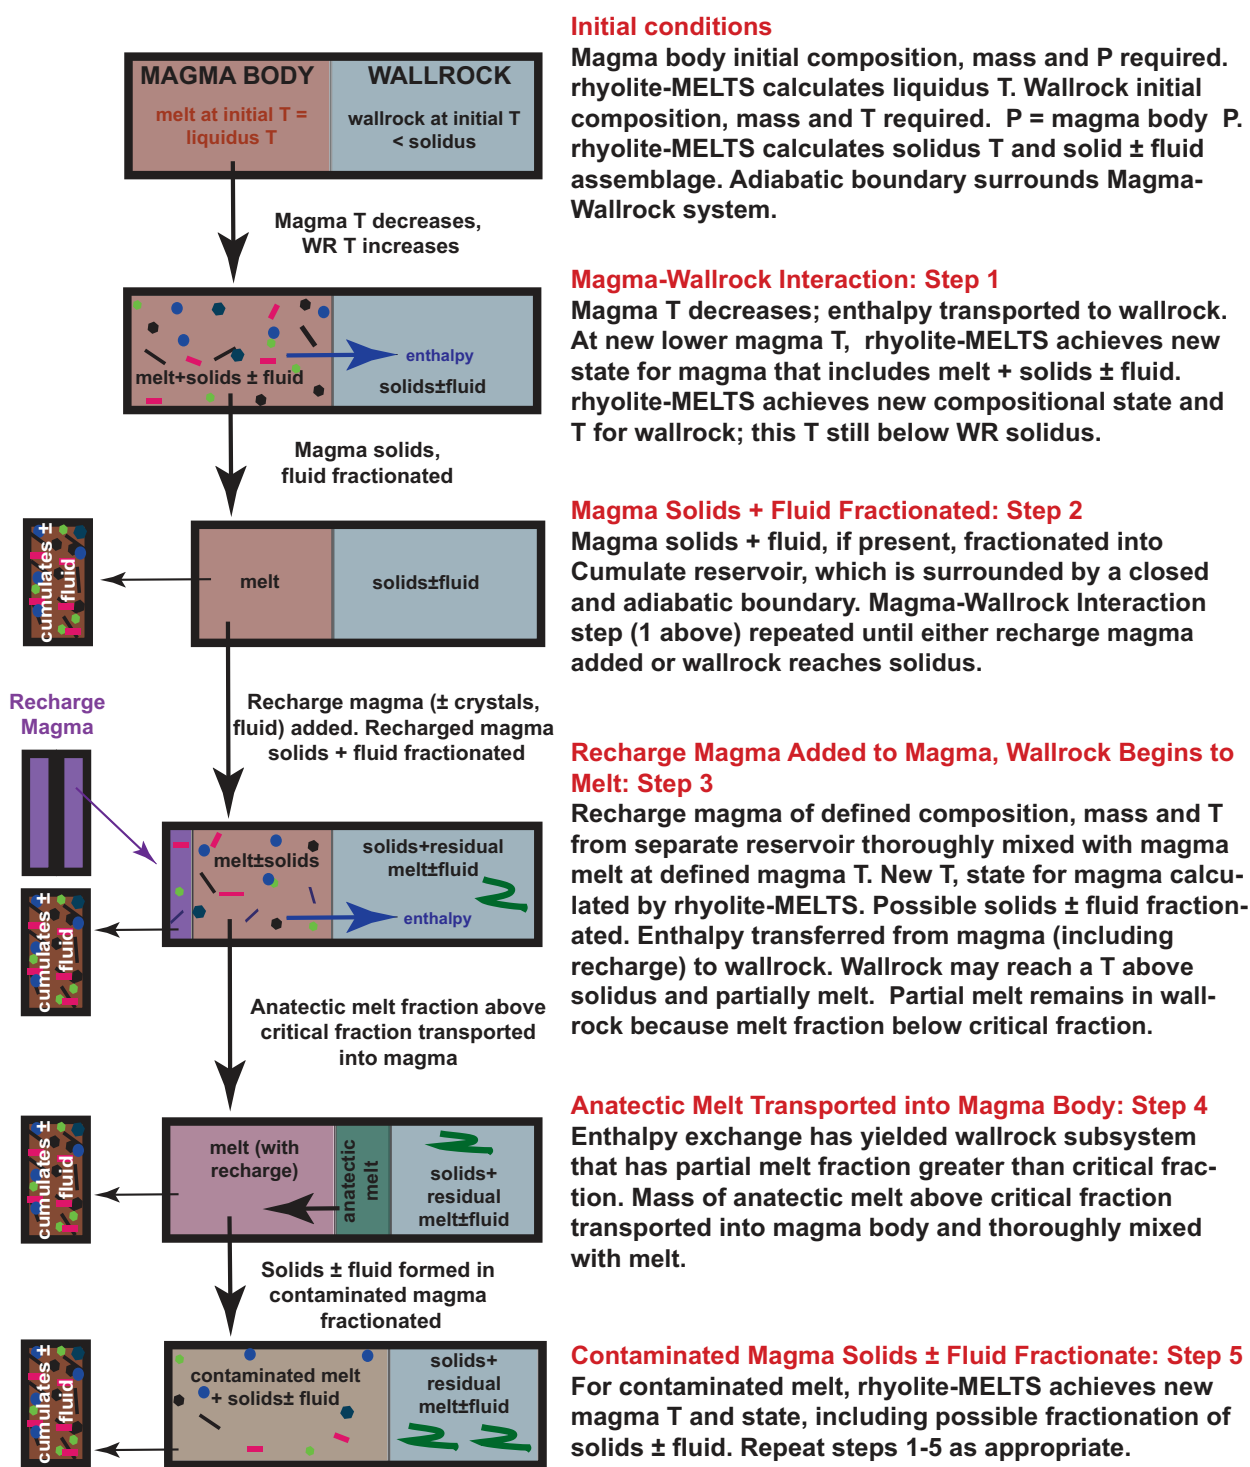 Initial conditions
Magma body initial composition, mass and P required.
rhyolite-MELTS calculates liquidus T. Wallrock initial
composition, mass and T required.  P = magma body  P.
rhyolite-MELTS calculates solidus T and solid ± fluid
assemblage. Adiabatic boundary surrounds Magma-
Wallrock system.
MAGMA BODY
melt at initial T =
liquidus T
WALLROCK
wallrock at initial T
< solidus
Magma T decreases,
WR T increases
Magma-Wallrock Interaction: Step 1
Magma T decreases; enthalpy transported to wallrock.
At new lower magma T,  rhyolite-MELTS achieves new
state for magma that includes melt + solids ± fluid.
rhyolite-MELTS achieves new compositional state and
T for wallrock; this T still below WR solidus.
melt+solids ± fluid
enthalpy
solids±fluid
Magma solids,
fluid fractionated
Magma Solids + Fluid Fractionated: Step 2
Magma solids + fluid, if present, fractionated into
Cumulate reservoir, which is surrounded by a closed
and adiabatic boundary. Magma-Wallrock Interaction
step (1 above) repeated until either recharge magma
added or wallrock reaches solidus.
cumulates ±
fluid
melt
solids±fluid
Recharge
Magma
Recharge magma (± crystals,
fluid) added. Recharged magma
solids + fluid fractionated
Recharge Magma Added to Magma, Wallrock Begins to
Melt: Step 3
Recharge magma of defined composition, mass and T
from separate reservoir thoroughly mixed with magma
melt at defined magma T. New T, state for magma calcu-
lated by rhyolite-MELTS. Possible solids ± fluid fraction-
ated. Enthalpy transferred from magma (including
recharge) to wallrock. Wallrock may reach a T above
solidus and partially melt.  Partial melt remains in wall-
rock because melt fraction below critical fraction.
melt±solids
solids+residual
melt±fluid
enthalpy
cumulates ±
fluid
Anatectic melt fraction above
critical fraction transported
into magma
Anatectic Melt Transported into Magma Body: Step 4
Enthalpy exchange has yielded wallrock subsystem
that has partial melt fraction greater than critical frac-
tion. Mass of anatectic melt above critical fraction
transported into magma body and thoroughly mixed
with melt.
cumulates ±
fluid
melt (with
recharge)
anatectic
melt
solids+
residual
melt±fluid
Solids ± fluid formed in
contaminated magma
fractionated
Contaminated Magma Solids ± Fluid Fractionate: Step 5
For contaminated melt, rhyolite-MELTS achieves new
magma T and state, including possible fractionation of
solids ± fluid. Repeat steps 1-5 as appropriate.
cumulates ±
fluid
contaminated melt
+ solids± fluid
solids+
residual
melt±fluid